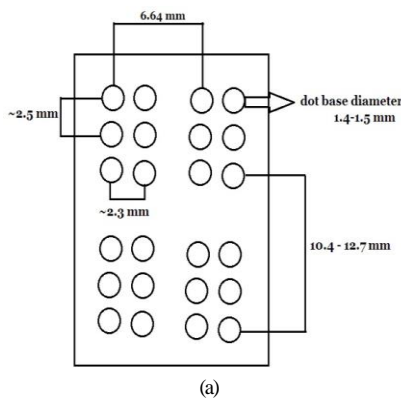 6.64 mm
dot base diameter
1.4-1.5 mm
~2.5 mm
~2.3 mm
10.4 - 12.7 mm
(a)